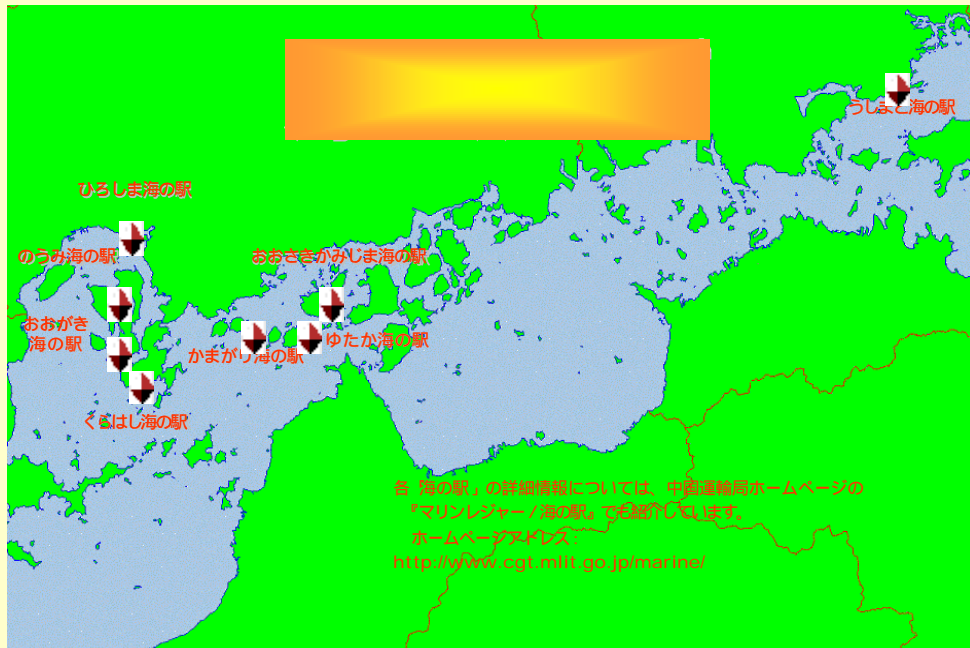 うしまど海の駅
ひろしま海の駅
のうみ海の駅
おおさきかみじま海の駅
おおがき
海の駅
かまがり海の駅
ゆたか海の駅
くらはし海の駅
各「海の駅」の詳細情報については、中国運輸局ホームページの
『マリンレジャー/海の駅』でも紹介しています。
ホームページアドレス:
http://www.cgt.mlit.go.jp/marine/